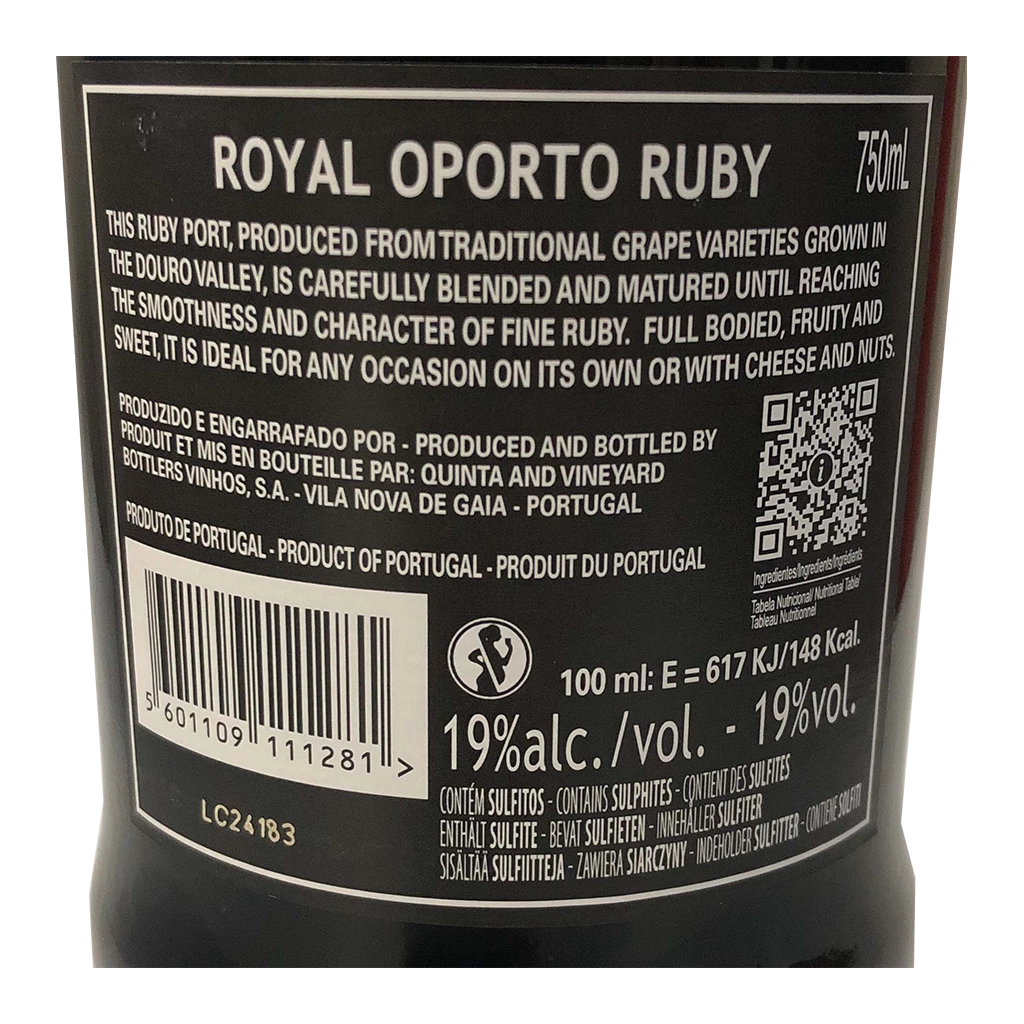 ROYAL OPORTO RUBY
750mL
THIS RUBY PORT, PRODUCED FROM TRADITIONAL GRAPE VARIETIES GROWN IN
THE DOURO VALLEY, IS CAREFULLY BLENDED AND MATURED UNTIL REACHING
THE SMOOTHNESS AND CHARACTER OF FINE RUBY. FULL BODIED, FRUITY AND
SWEET, IT IS IDEAL FOR ANY OCCASION ON ITS OWN OR WITH CHEESE AND NUTS.
PRODUZIDO E ENGARRAFADO POR - PRODUCED AND BOTTLED BY
PRODUIT ET MIS EN BOUTEILLE PAR: QUINTA AND VINEYARD
BOTTLERS VINHOS, S.A. - VILA NOVA DE GAIA - PORTUGAL
PRODUTO DE PORTUGAL - PRODUCT OF PORTUGAL - PRODUIT DU PORTUGAL
i
Ingredientes/Ingredients/Ingrédients
Tabela Nutricional/ Nutritional Table/
Tableau Nutritionnel
100 ml: E = 617 KJ/148 Kcal.
19%alc./vol. - 19%vol.
5 601109 111281 >
CONTÉM SULFITOS - CONTAINS SULPHITES - CONTIENT DES SULFITES
ENTHÄLT SULFITE - BEVAT SULFIETEN - INNEHÅLLER SULFITER
SISÄLTÄÄ SULFIITTEJA - ZAWIERA SIARCZYNY - INDEHOLDER SULFITTER - CONTIENE SOLFITI
LC24183